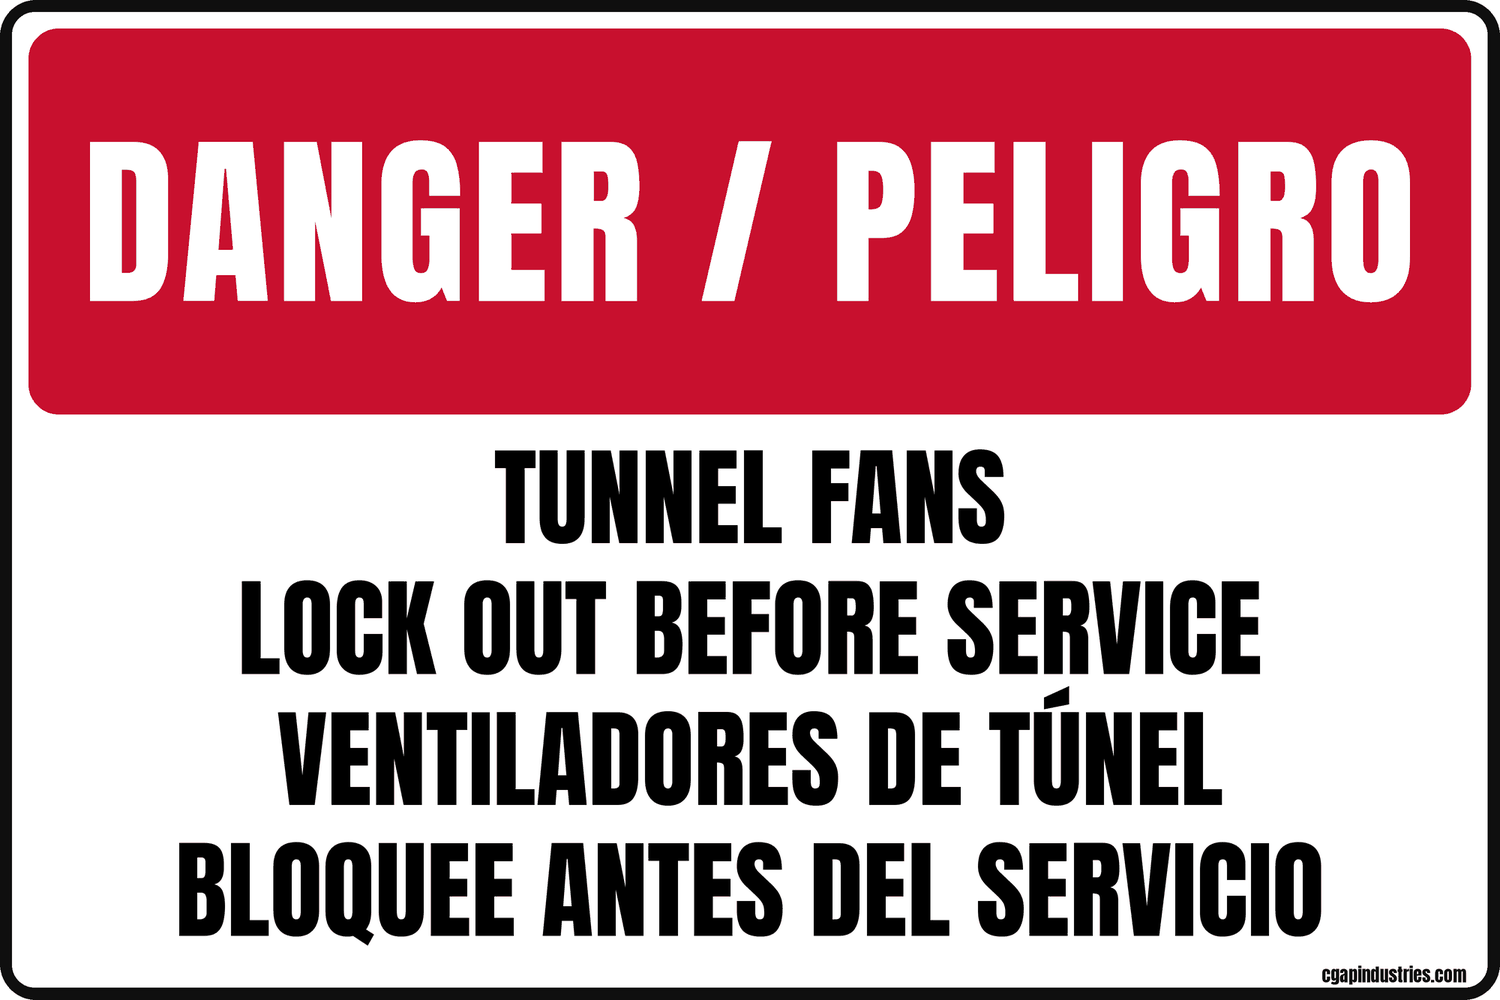 DANGER / PELIGRO
TUNNEL FANS
LOCK OUT BEFORE SERVICE
VENTILADORES DE TÚNEL
BLOQUEE ANTES DEL SERVICIO
cgapindustries.com